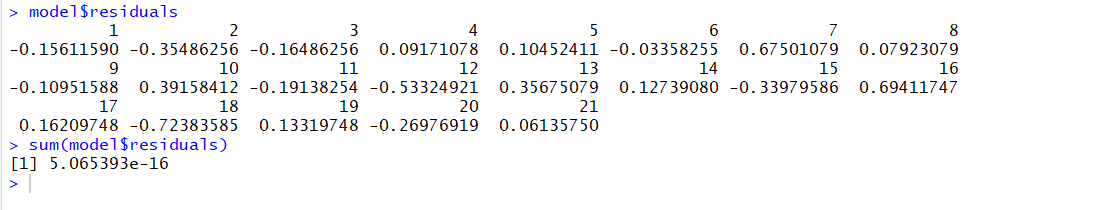 > model$residuals
          1           2           3           4           5           6           7           8
-0.15611590 -0.35486256 -0.16486256  0.09171078  0.10452411 -0.03358255  0.67501079  0.07923079
          9          10          11          12          13          14          15          16
-0.10951588  0.39158412 -0.19138254 -0.53324921  0.35675079  0.12739080 -0.33979586  0.69411747
         17          18          19          20          21
 0.16209748 -0.72383585  0.13319748 -0.26976919  0.06135750
> sum(model$residuals)
[1] 5.065393e-16
>